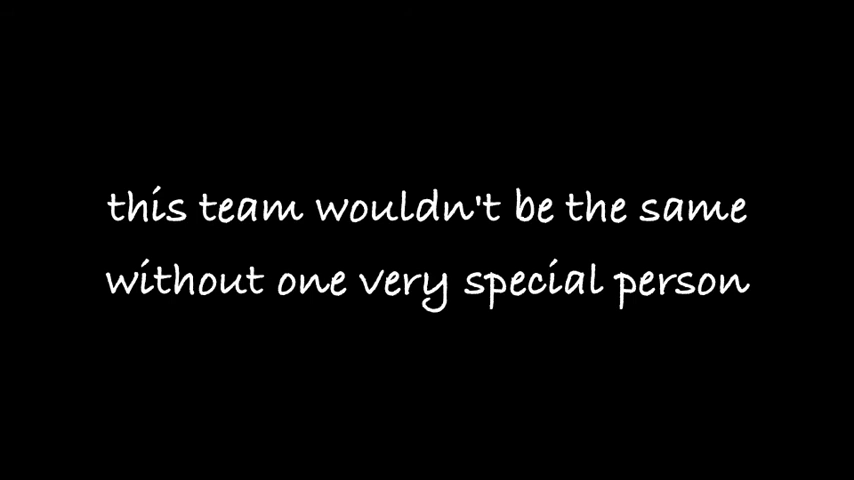 this team wouldn't be the same
without one very special person